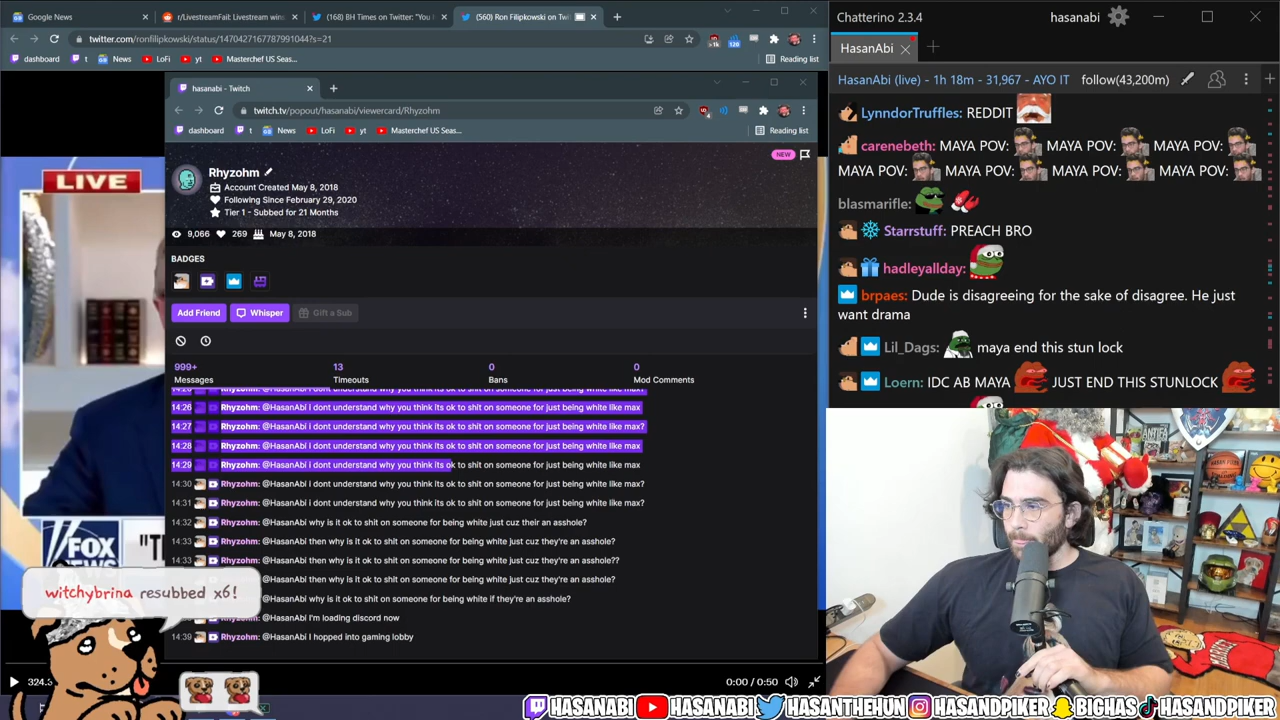 Google News
r/LivestreamFail: Livestream wins
(168) BH Times on Twitter: "You
(560) Ron Filipkowski on Twi
twitter.com/ronfilipkowski/status/1470427167787991044?s=21
dashboard
t
News
LoFi
yt
Masterchef US Seas...
Reading list
hasanabi - Twitch
twitch.tv/popout/hasanabi/viewercard/Rhyzohm
dashboard
t
News
LoFi
yt
Masterchef US Seas...
Reading list
LIVE
NEW
Rhyzohm
Account Created May 8, 2018
Following Since February 29, 2020
Tier 1 - Subbed for 21 Months
9,066
269
May 8, 2018
BADGES
Add Friend
Whisper
Gift a Sub
999+
Messages
13
Timeouts
0
Bans
0
Mod Comments
14:26 Rhyzohm: @HasanAbi i dont understand why you think its ok to shit on someone for just being white like max
14:27 Rhyzohm: @HasanAbi i dont understand why you think its ok to shit on someone for just being white like max?
14:28 Rhyzohm: @HasanAbi i dont understand why you think its ok to shit on someone for just being white like max
14:29 Rhyzohm: @HasanAbi i dont understand why you think its ok to shit on someone for just being white like max
14:30 Rhyzohm: @HasanAbi i dont understand why you think its ok to shit on someone for just being white like max?
14:31 Rhyzohm: @HasanAbi i dont understand why you think its ok to shit on someone for just being white like max?
14:32 Rhyzohm: @HasanAbi why is it ok to shit on someone for being white just cuz their an asshole?
14:33 Rhyzohm: @HasanAbi then why is it ok to shit on someone for being white just cuz they're an asshole?
14:33 Rhyzohm: @HasanAbi then why is it ok to shit on someone for being white just cuz they're an asshole??
Rhyzohm: @HasanAbi then why is it ok to shit on someone for being white just cuz they're an asshole?
Rhyzohm: @HasanAbi why is it ok to shit on someone for being white if they're an asshole?
Rhyzohm: @HasanAbi I'm loading discord now
14:39 Rhyzohm: @HasanAbi I hopped into gaming lobby
FOX
NEWS
"T
witchybrina resubbed x6!
324.
0:00 / 0:50
Chatterino 2.3.4
hasanabi
HasanAbi
HasanAbi (live) - 1h 18m - 31,967 - AYO IT
follow(43,200m)
LynndorTruffles: REDDIT
carenebeth: MAYA POV: MAYA POV: MAYA POV:
MAYA POV: MAYA POV: MAYA POV: MAYA POV:
blasmarifle:
Starrstuff: PREACH BRO
hadleyallday:
brpaes: Dude is disagreeing for the sake of disagree. He just
want drama
Lil_Dags: maya end this stun lock
Loern: IDC AB MAYA JUST END THIS STUNLOCK
ANTIFA
HASANABI
HASANABI
HASANTHEHUN
HASANDPIKER
BIGHAS
HASANDPIKER